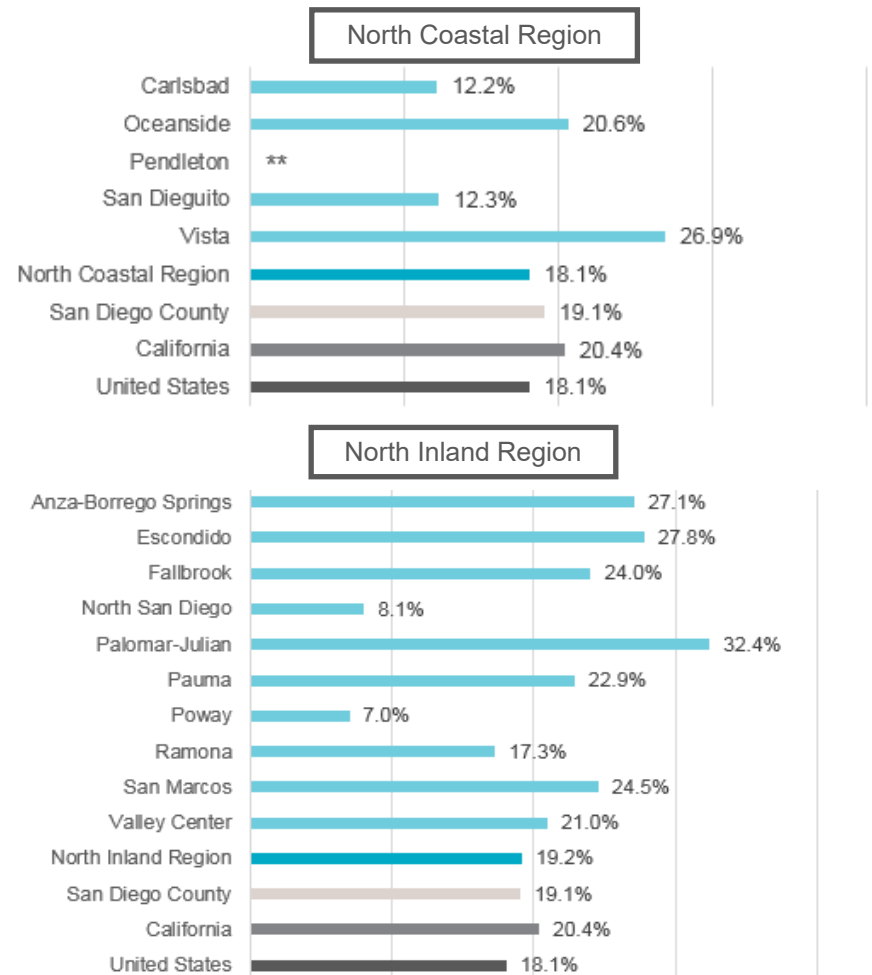 North Coastal Region
Carlsbad 12.2%
Oceanside 20.6%
Pendleton **
San Dieguito 12.3%
Vista 26.9%
North Coastal Region 18.1%
San Diego County 19.1%
California 20.4%
United States 18.1%
North Inland Region
Anza-Borrego Springs 27.1%
Escondido 27.8%
Fallbrook 24.0%
North San Diego 8.1%
Palomar-Julian 32.4%
Pauma 22.9%
Poway 7.0%
Ramona 17.3%
San Marcos 24.5%
Valley Center 21.0%
North Inland Region 19.2%
San Diego County 19.1%
California 20.4%
United States 18.1%